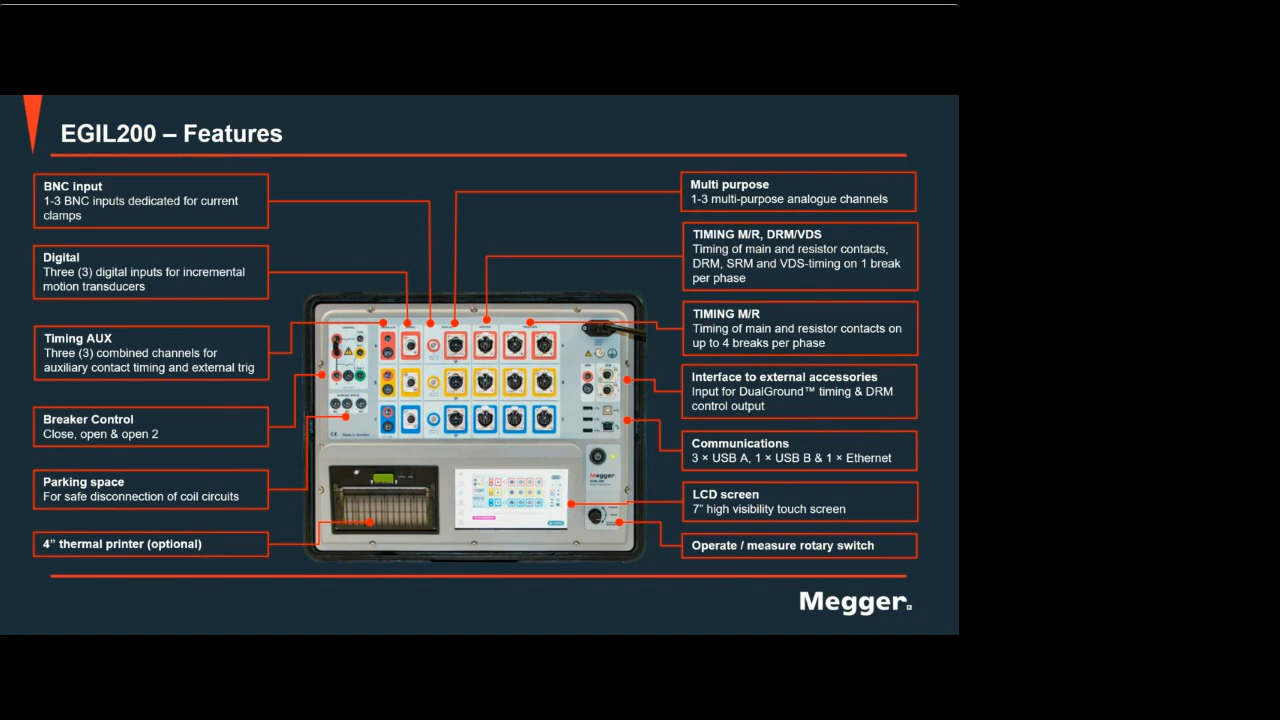 EGIL200 – Features
BNC input
1-3 BNC inputs dedicated for current
clamps
Digital
Three (3) digital inputs for incremental
motion transducers
Timing AUX
Three (3) combined channels for
auxiliary contact timing and external trig
Breaker Control
Close, open & open 2
Parking space
For safe disconnection of coil circuits
4” thermal printer (optional)
Multi purpose
1-3 multi-purpose analogue channels
TIMING M/R, DRM/VDS
Timing of main and resistor contacts,
DRM, SRM and VDS-timing on 1 break
per phase
TIMING M/R
Timing of main and resistor contacts on
up to 4 breaks per phase
Interface to external accessories
Input for DualGround™ timing & DRM
control output
Communications
3 × USB A, 1 × USB B & 1 × Ethernet
LCD screen
7” high visibility touch screen
Operate / measure rotary switch
Megger
Megger